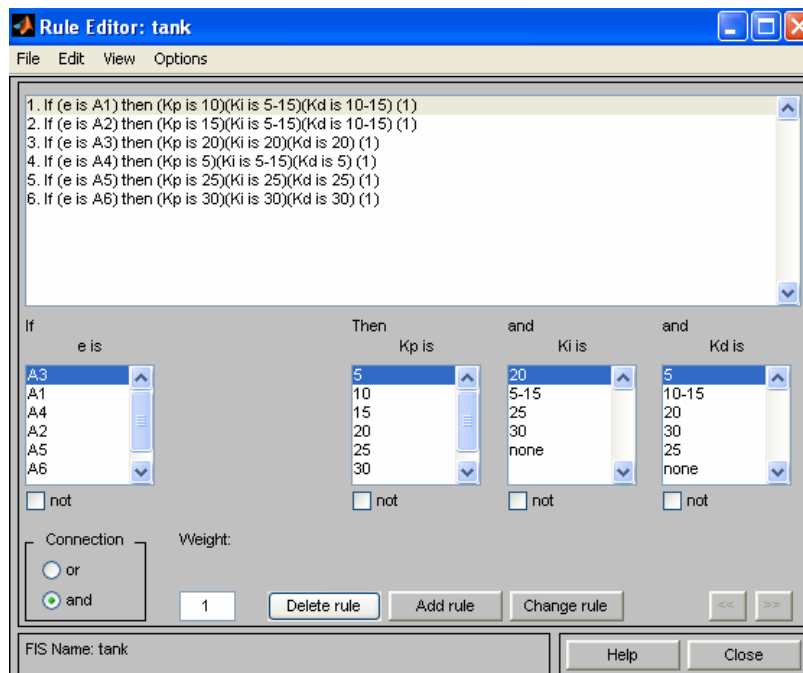 Rule Editor: tank
File Edit View Options
1. If (e is A1) then (Kp is 10)(Ki is 5-15)(Kd is 10-15) (1)
2. If (e is A2) then (Kp is 15)(Ki is 5-15)(Kd is 10-15) (1)
3. If (e is A3) then (Kp is 20)(Ki is 20)(Kd is 20) (1)
4. If (e is A4) then (Kp is 5)(Ki is 5-15)(Kd is 5) (1)
5. If (e is A5) then (Kp is 25)(Ki is 25)(Kd is 25) (1)
6. If (e is A6) then (Kp is 30)(Ki is 30)(Kd is 30) (1)
If Then and and
e is Kp is Ki is Kd is
A3 5 20 5
A1 10 5-15 10-15
A4 15 25 20
A2 20 30 30
A5 25 none 25
A6 30 none
not not not not
Connection Weight:
or
and 1 Delete rule Add rule Change rule << >>
FIS Name: tank Help Close